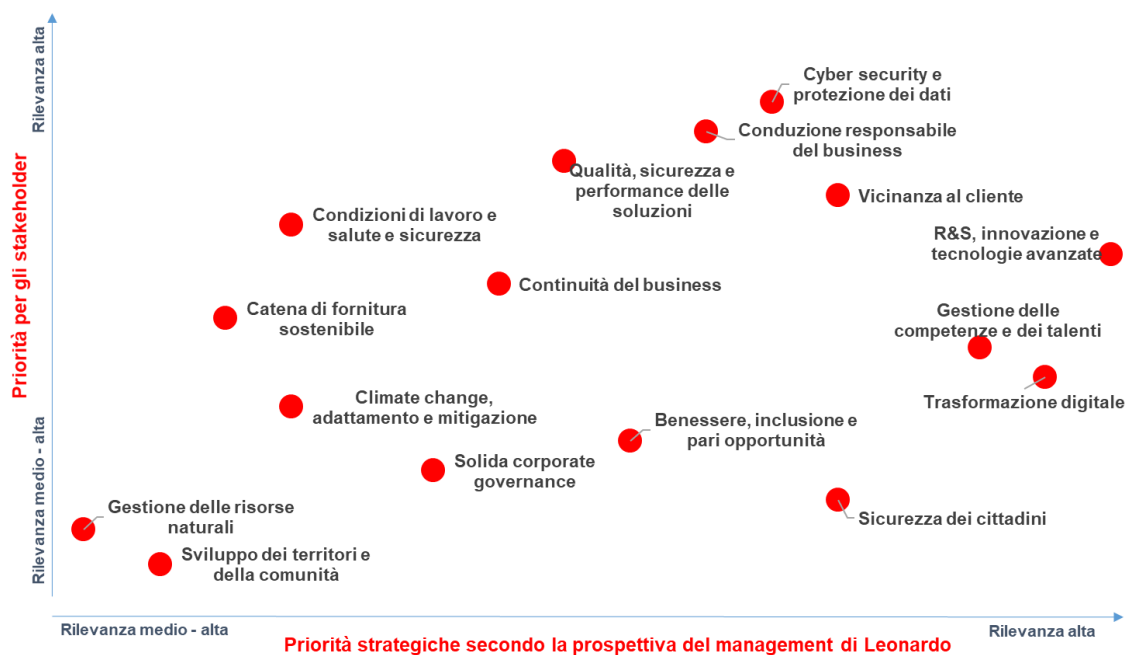 Rilevanza alta
Priorità per gli stakeholder
Rilevanza medio - alta
Cyber security e
protezione dei dati
Conduzione responsabile
del business
Qualità, sicurezza e
performance delle
soluzioni
Vicinanza al cliente
Condizioni di lavoro e
salute e sicurezza
R&S, innovazione e
tecnologie avanzate
Continuità del business
Catena di fornitura
sostenibile
Gestione delle
competenze e dei talenti
Trasformazione digitale
Climate change,
adattamento e mitigazione
Benessere, inclusione e
pari opportunità
Solida corporate
governance
Sicurezza dei cittadini
Gestione delle risorse
naturali
Sviluppo dei territori e
della comunità
Rilevanza medio - alta
Priorità strategiche secondo la prospettiva del management di Leonardo
Rilevanza alta